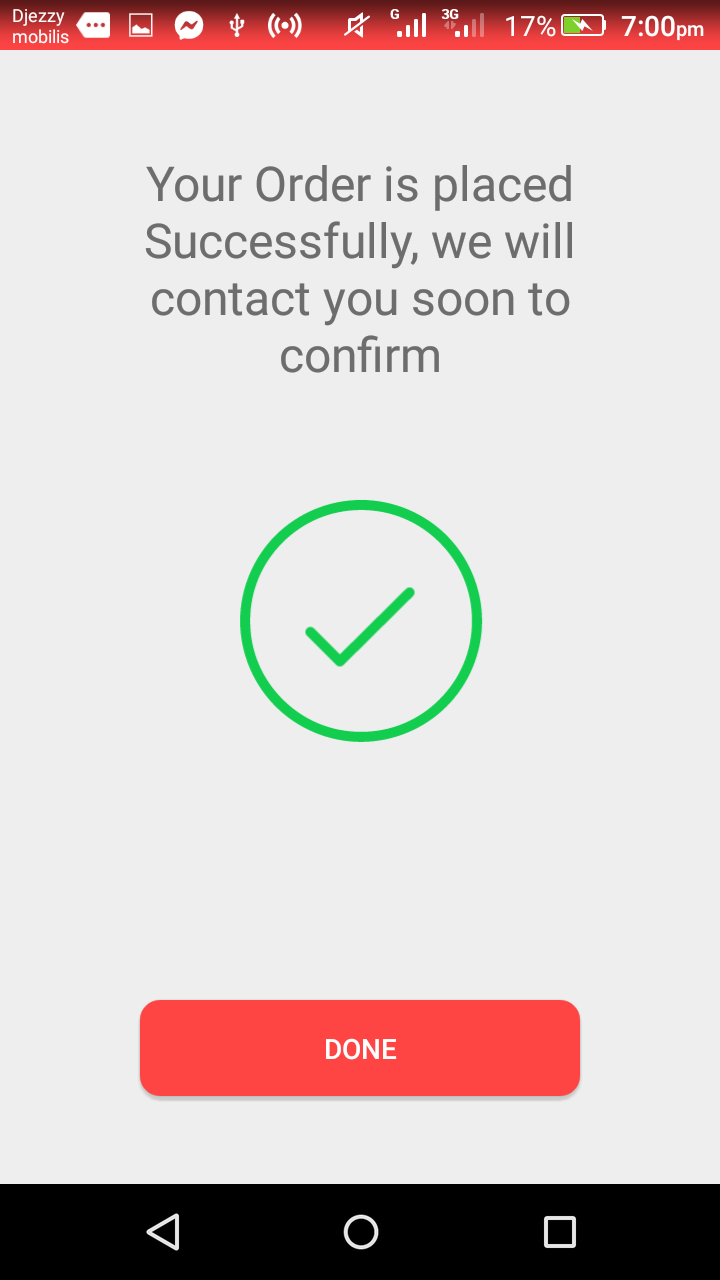 Djezzy
mobilis
G
3G
17%
7:00pm
Your Order is placed
Successfully, we will
contact you soon to
confirm
DONE